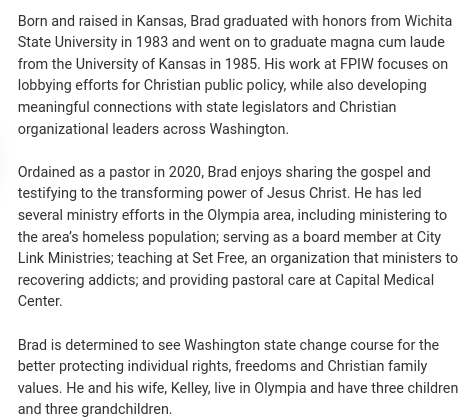 Born and raised in Kansas, Brad graduated with honors from Wichita
State University in 1983 and went on to graduate magna cum laude
from the University of Kansas in 1985. His work at FPIW focuses on
lobbying efforts for Christian public policy, while also developing
meaningful connections with state legislators and Christian
organizational leaders across Washington.
Ordained as a pastor in 2020, Brad enjoys sharing the gospel and
testifying to the transforming power of Jesus Christ. He has led
several ministry efforts in the Olympia area, including ministering to
the area’s homeless population; serving as a board member at City
Link Ministries; teaching at Set Free, an organization that ministers to
recovering addicts; and providing pastoral care at Capital Medical
Center.
Brad is determined to see Washington state change course for the
better protecting individual rights, freedoms and Christian family
values. He and his wife, Kelley, live in Olympia and have three children
and three grandchildren.